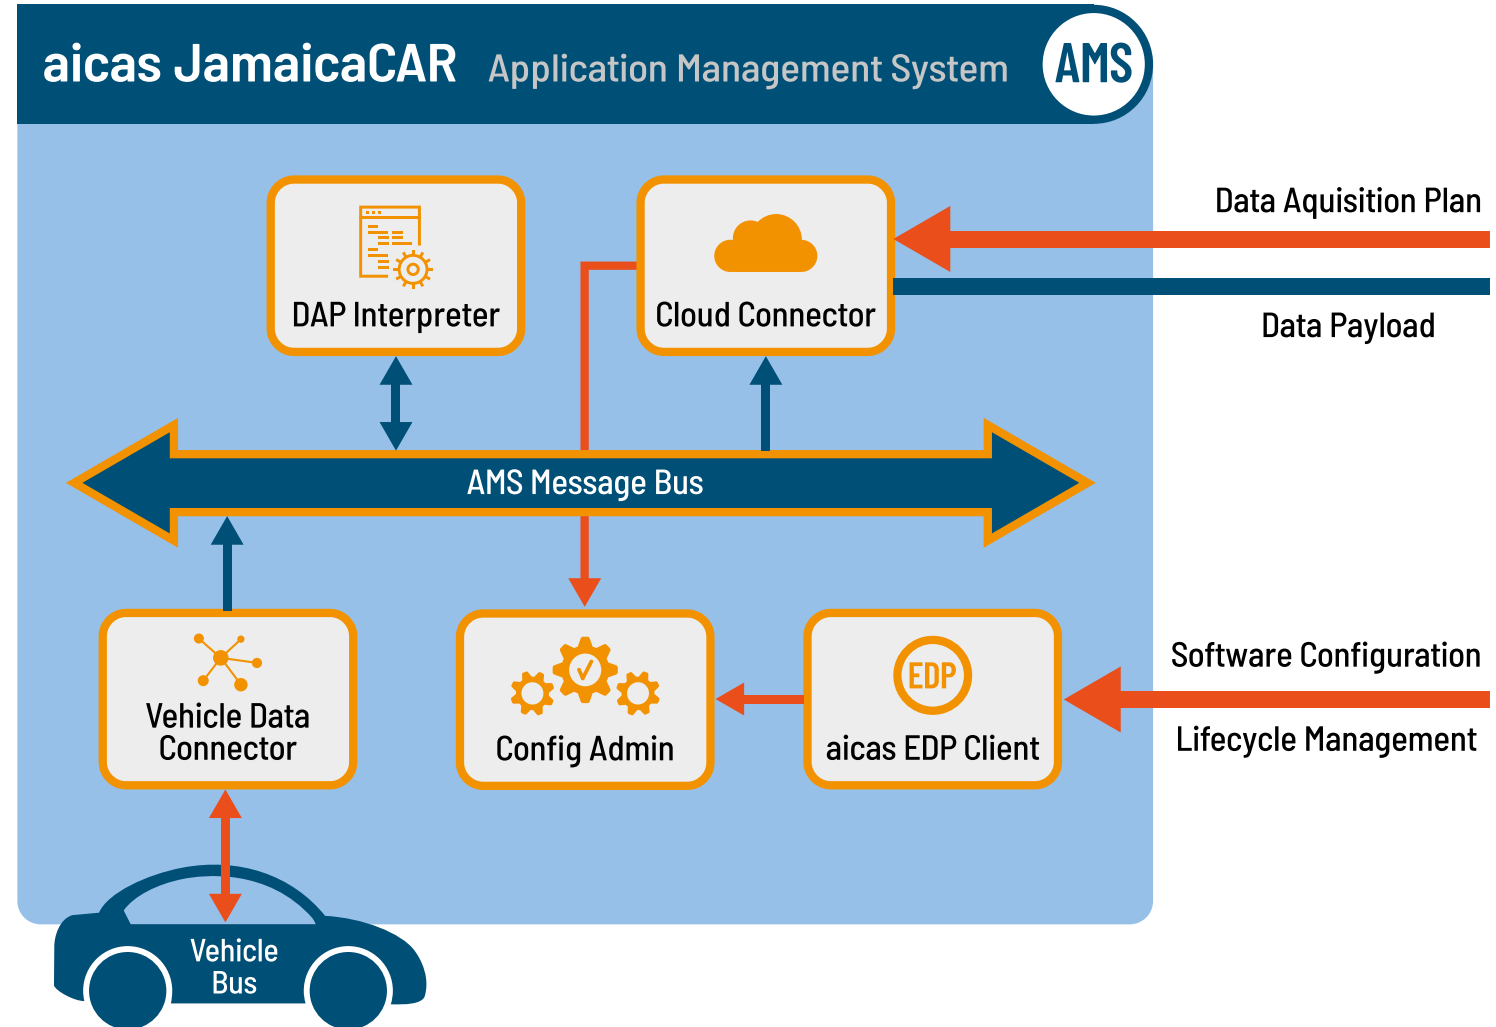 aicas JamaicaCAR Application Management System AMS
Data Aquisition Plan
DAP Interpreter
Cloud Connector
Data Payload
AMS Message Bus
Software Configuration
EDP
Vehicle Data
Connector
Config Admin
aicas EDP Client
Lifecycle Management
Vehicle
Bus